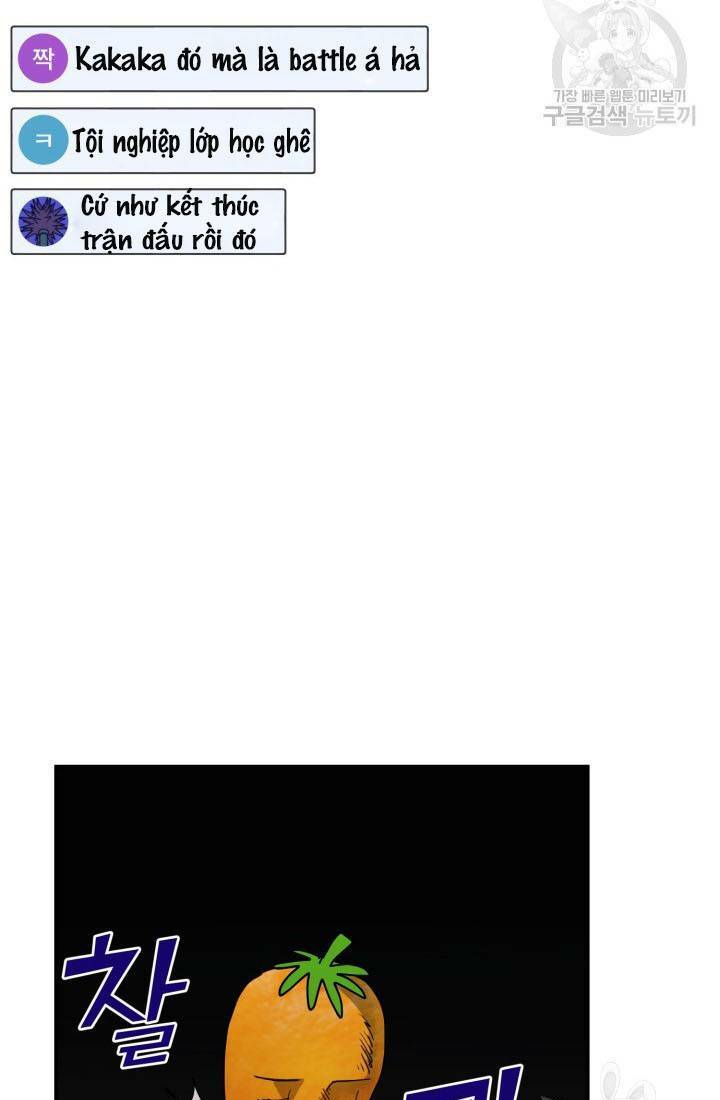 짝 Kakaka đó mà là battle á hả
가장 빠른 웹툰 미리보기
구글검색 뉴토끼
ㅋ Tội nghiệp lớp học ghê
Cứ như kết thúc
trận đấu rồi đó
찰